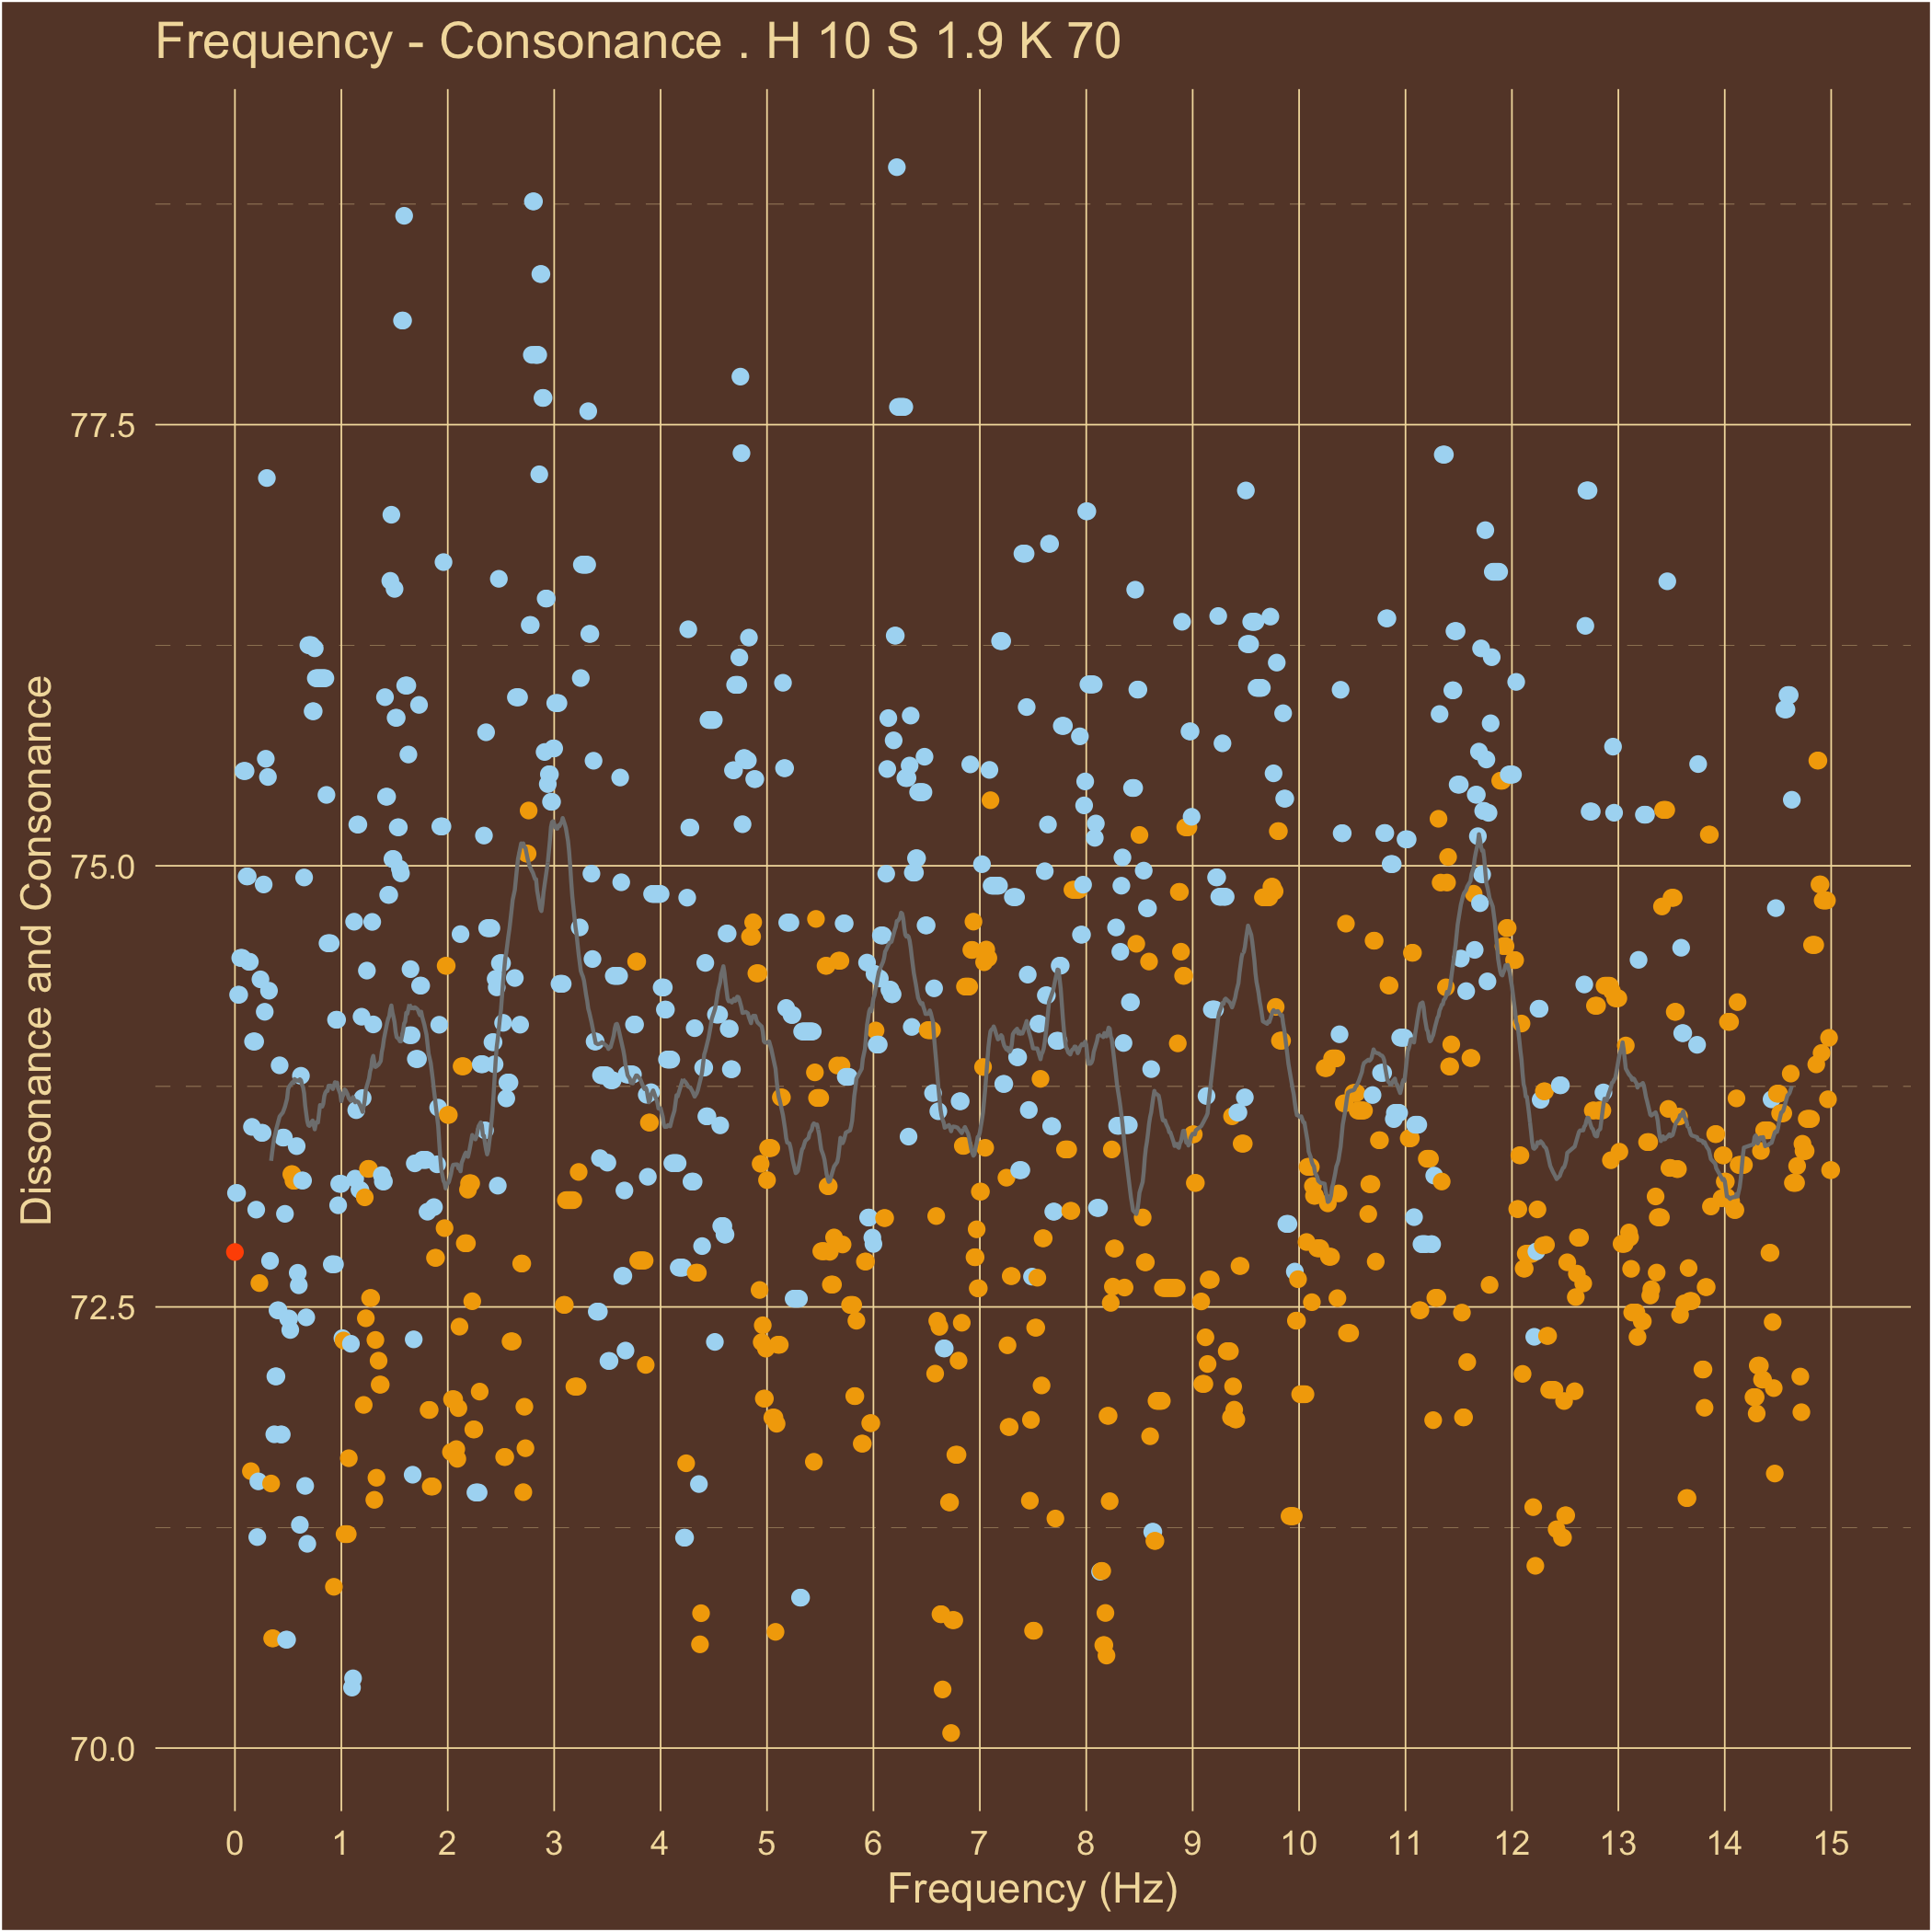 Frequency - Consonance . H 10 S 1.9 K 70
Dissonance and Consonance
77.5
75.0
72.5
70.0
0 1 2 3 4 5 6 7 8 9 10 11 12 13 14 15
Frequency (Hz)